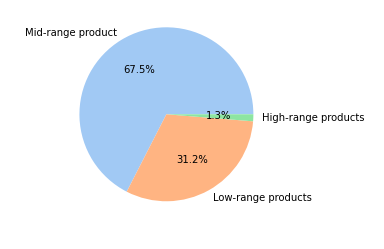 Mid-range product
67.5%
1.3%
High-range products
31.2%
Low-range products